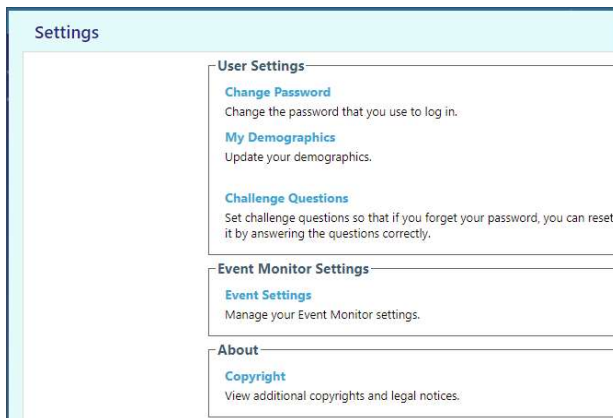 Settings
User Settings
Change Password
Change the password that you use to log in.
My Demographics
Update your demographics.
Challenge Questions
Set challenge questions so that if you forget your password, you can reset
it by answering the questions correctly.
Event Monitor Settings
Event Settings
Manage your Event Monitor settings.
About
Copyright
View additional copyrights and legal notices.